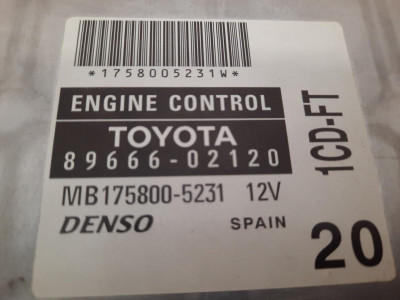 *1758005231W*
ENGINE CONTROL
TOYOTA
89666-02120
MB175800-5231 12V
DENSO SPAIN
1CD-FT
20